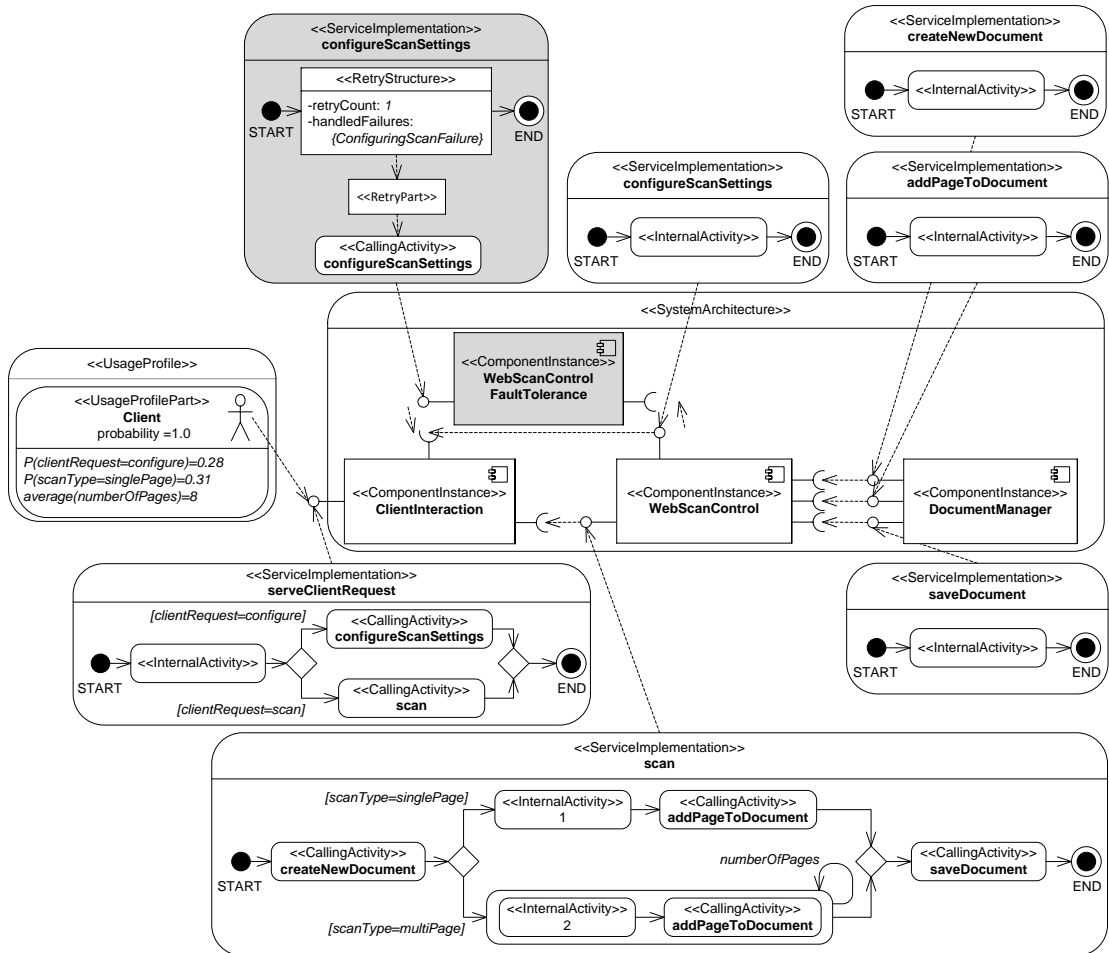 <<ServiceImplementation>>
configureScanSettings
<<RetryStructure>>
-retryCount: 1
-handledFailures:
{ConfiguringScanFailure}
START
END
<<RetryPart>>
<<CallingActivity>>
configureScanSettings
<<ServiceImplementation>>
createNewDocument
<<InternalActivity>>
START
END
<<ServiceImplementation>>
configureScanSettings
<<InternalActivity>>
START
END
<<ServiceImplementation>>
addPageToDocument
<<InternalActivity>>
START
END
<<SystemArchitecture>>
<<ComponentInstance>>
WebScanControl
FaultTolerance
<<ComponentInstance>>
ClientInteraction
<<ComponentInstance>>
WebScanControl
<<ComponentInstance>>
DocumentManager
<<UsageProfile>>
<<UsageProfilePart>>
Client
probability =1.0
P(clientRequest=configure)=0.28
P(scanType=singlePage)=0.31
average(numberOfPages)=8
<<ServiceImplementation>>
serveClientRequest
[clientRequest=configure]
<<CallingActivity>>
configureScanSettings
<<InternalActivity>>
START
END
<<CallingActivity>>
scan
[clientRequest=scan]
<<ServiceImplementation>>
saveDocument
<<InternalActivity>>
START
END
<<ServiceImplementation>>
scan
[scanType=singlePage]
<<InternalActivity>>
1
<<CallingActivity>>
addPageToDocument
<<CallingActivity>>
createNewDocument
START
numberOfPages
<<CallingActivity>>
saveDocument
END
[scanType=multiPage]
<<InternalActivity>>
2
<<CallingActivity>>
addPageToDocument